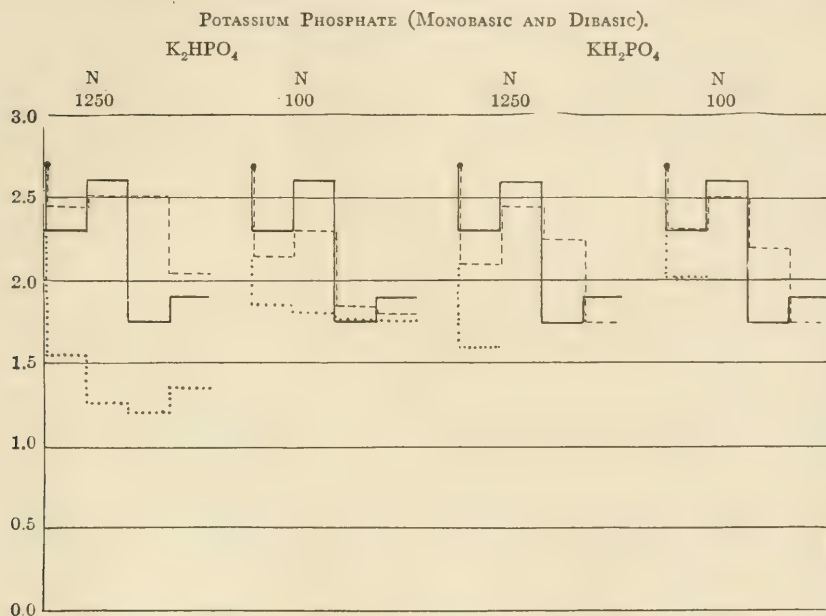 Potassium Phosphate (Monobasic and Dibasic).
K₂HPO₄ KH₂PO₄
N N N N
1250 100 1250 100
3.0
2.5
2.0
1.5
1.0
0.5
0.0